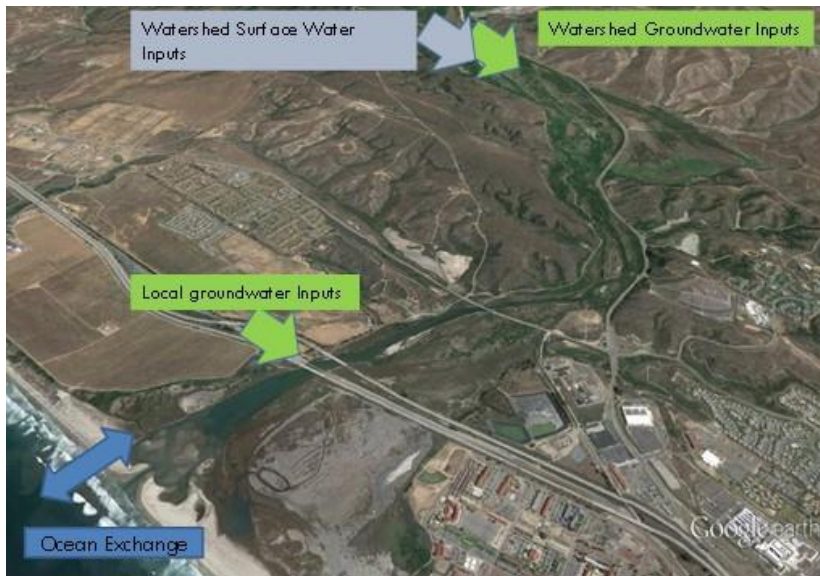 Watershed Surface Water
Inputs
Watershed Groundwater Inputs
Local groundwater Inputs
Ocean Exchange
Google earth